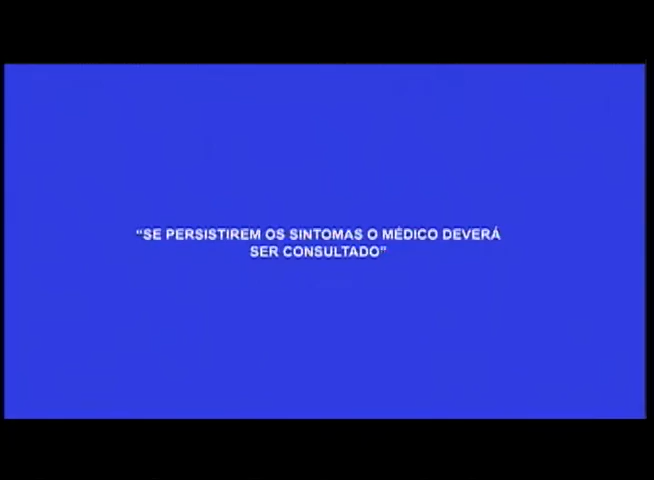 “SE PERSISTIREM OS SINTOMAS O MÉDICO DEVERÁ
SER CONSULTADO”